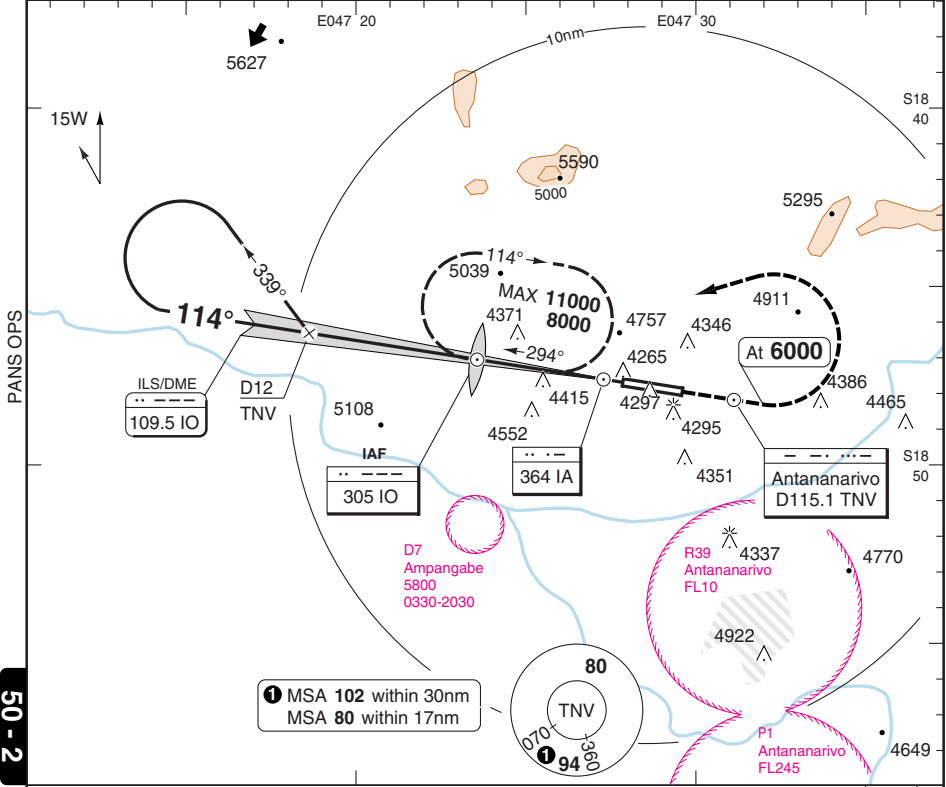 E047 20
E047 30
10nm
5627
15W
S18
40
5590
5000
5295
339°
114°
5039
MAX 11000
8000
4371
114°
294°
4757
4346
4911
At 6000
4265
4386
4465
4415
4297
4295
4552
4351
ILS/DME
109.5 IO
D12
TNV
5108
IAF
305 IO
364 IA
Antananarivo
D115.1 TNV
S18
50
PANS OPS
D7
Ampangabe
5800
0330-2030
R39
Antananarivo
FL10
4337
4770
4922
80
TNV
070
360
1 94
1 MSA 102 within 30nm
MSA 80 within 17nm
P1
Antananarivo
FL245
4649
50 - 2